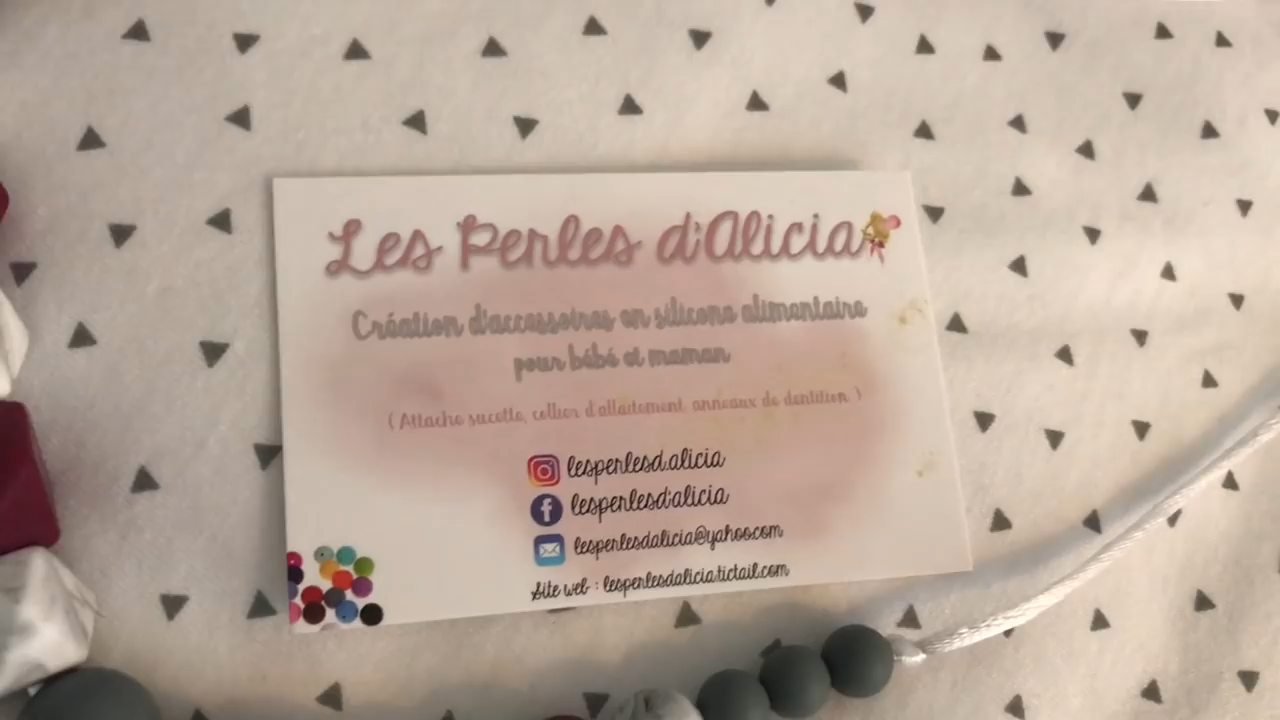 Les Perles d'Alicia
Création d'accessoires en silicone alimentaire
pour bébé et maman
( Attache sucette, collier d'allaitement, anneaux de dentition )
lesperlesd.alicia
lesperlesd'alicia
lesperlesdalicia@yahoo.com
Site web : lesperlesdalicia.tictail.com